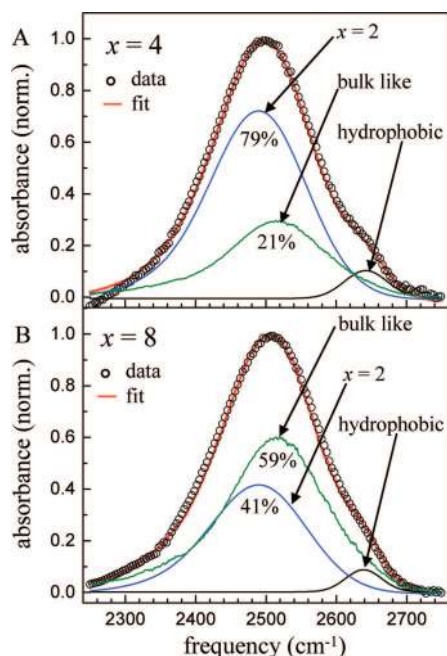 A
x = 4
data
fit
x = 2
bulk like
hydrophobic
79%
21%
absorbance (norm.)
1.0
0.8
0.6
0.4
0.2
0.0
B
x = 8
data
fit
bulk like
x = 2
hydrophobic
59%
41%
absorbance (norm.)
1.0
0.8
0.6
0.4
0.2
0.0
2300 2400 2500 2600 2700
frequency (cm⁻¹)